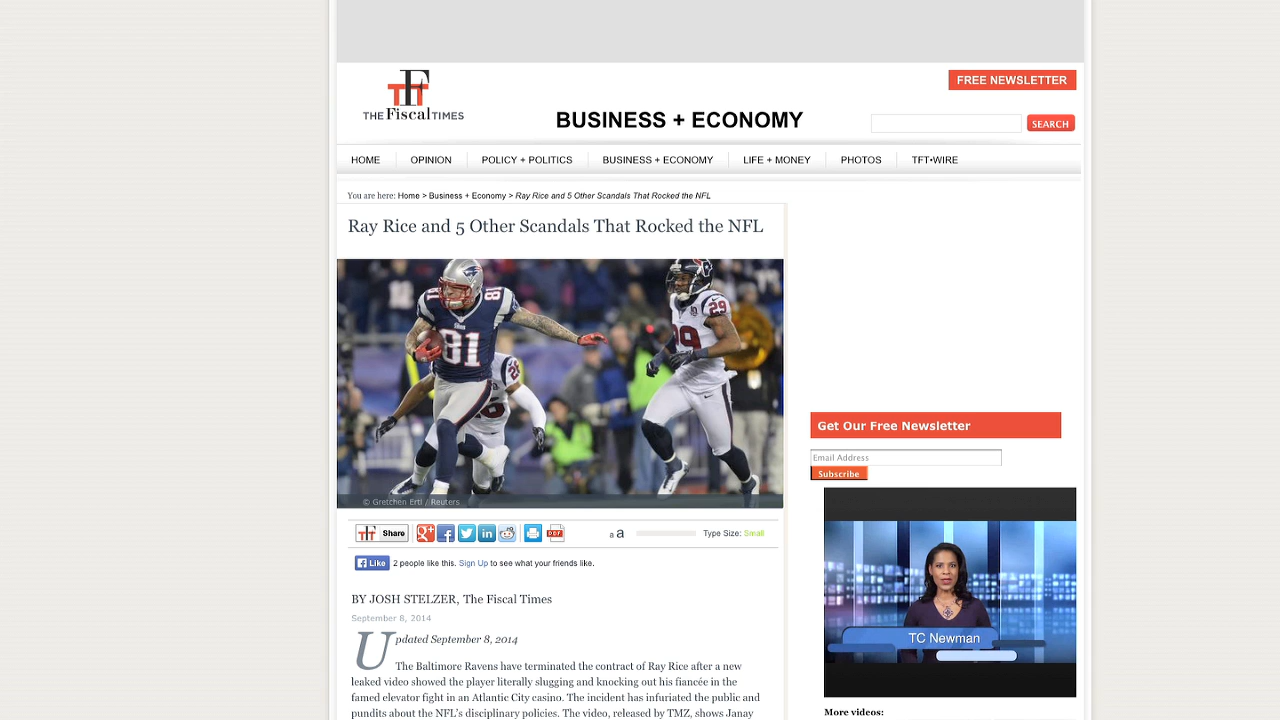 FREE NEWSLETTER
THE Fiscal TIMES
BUSINESS + ECONOMY
SEARCH
HOME
OPINION
POLICY + POLITICS
BUSINESS + ECONOMY
LIFE + MONEY
PHOTOS
TFT•WIRE
You are here: Home > Business + Economy > Ray Rice and 5 Other Scandals That Rocked the NFL
Ray Rice and 5 Other Scandals That Rocked the NFL
81
81
29
© Gretchen Ertl / Reuters
Share
PDF
a a
Type Size: Small
Like
2 people like this. Sign Up to see what your friends like.
BY JOSH STELZER, The Fiscal Times
September 8, 2014
Updated September 8, 2014
The Baltimore Ravens have terminated the contract of Ray Rice after a new
leaked video showed the player literally slugging and knocking out his fiancée in the
famed elevator fight in an Atlantic City casino. The incident has infuriated the public and
pundits about the NFL's disciplinary policies. The video, released by TMZ, shows Janay
Get Our Free Newsletter
Email Address
Subscribe
TC Newman
More videos: